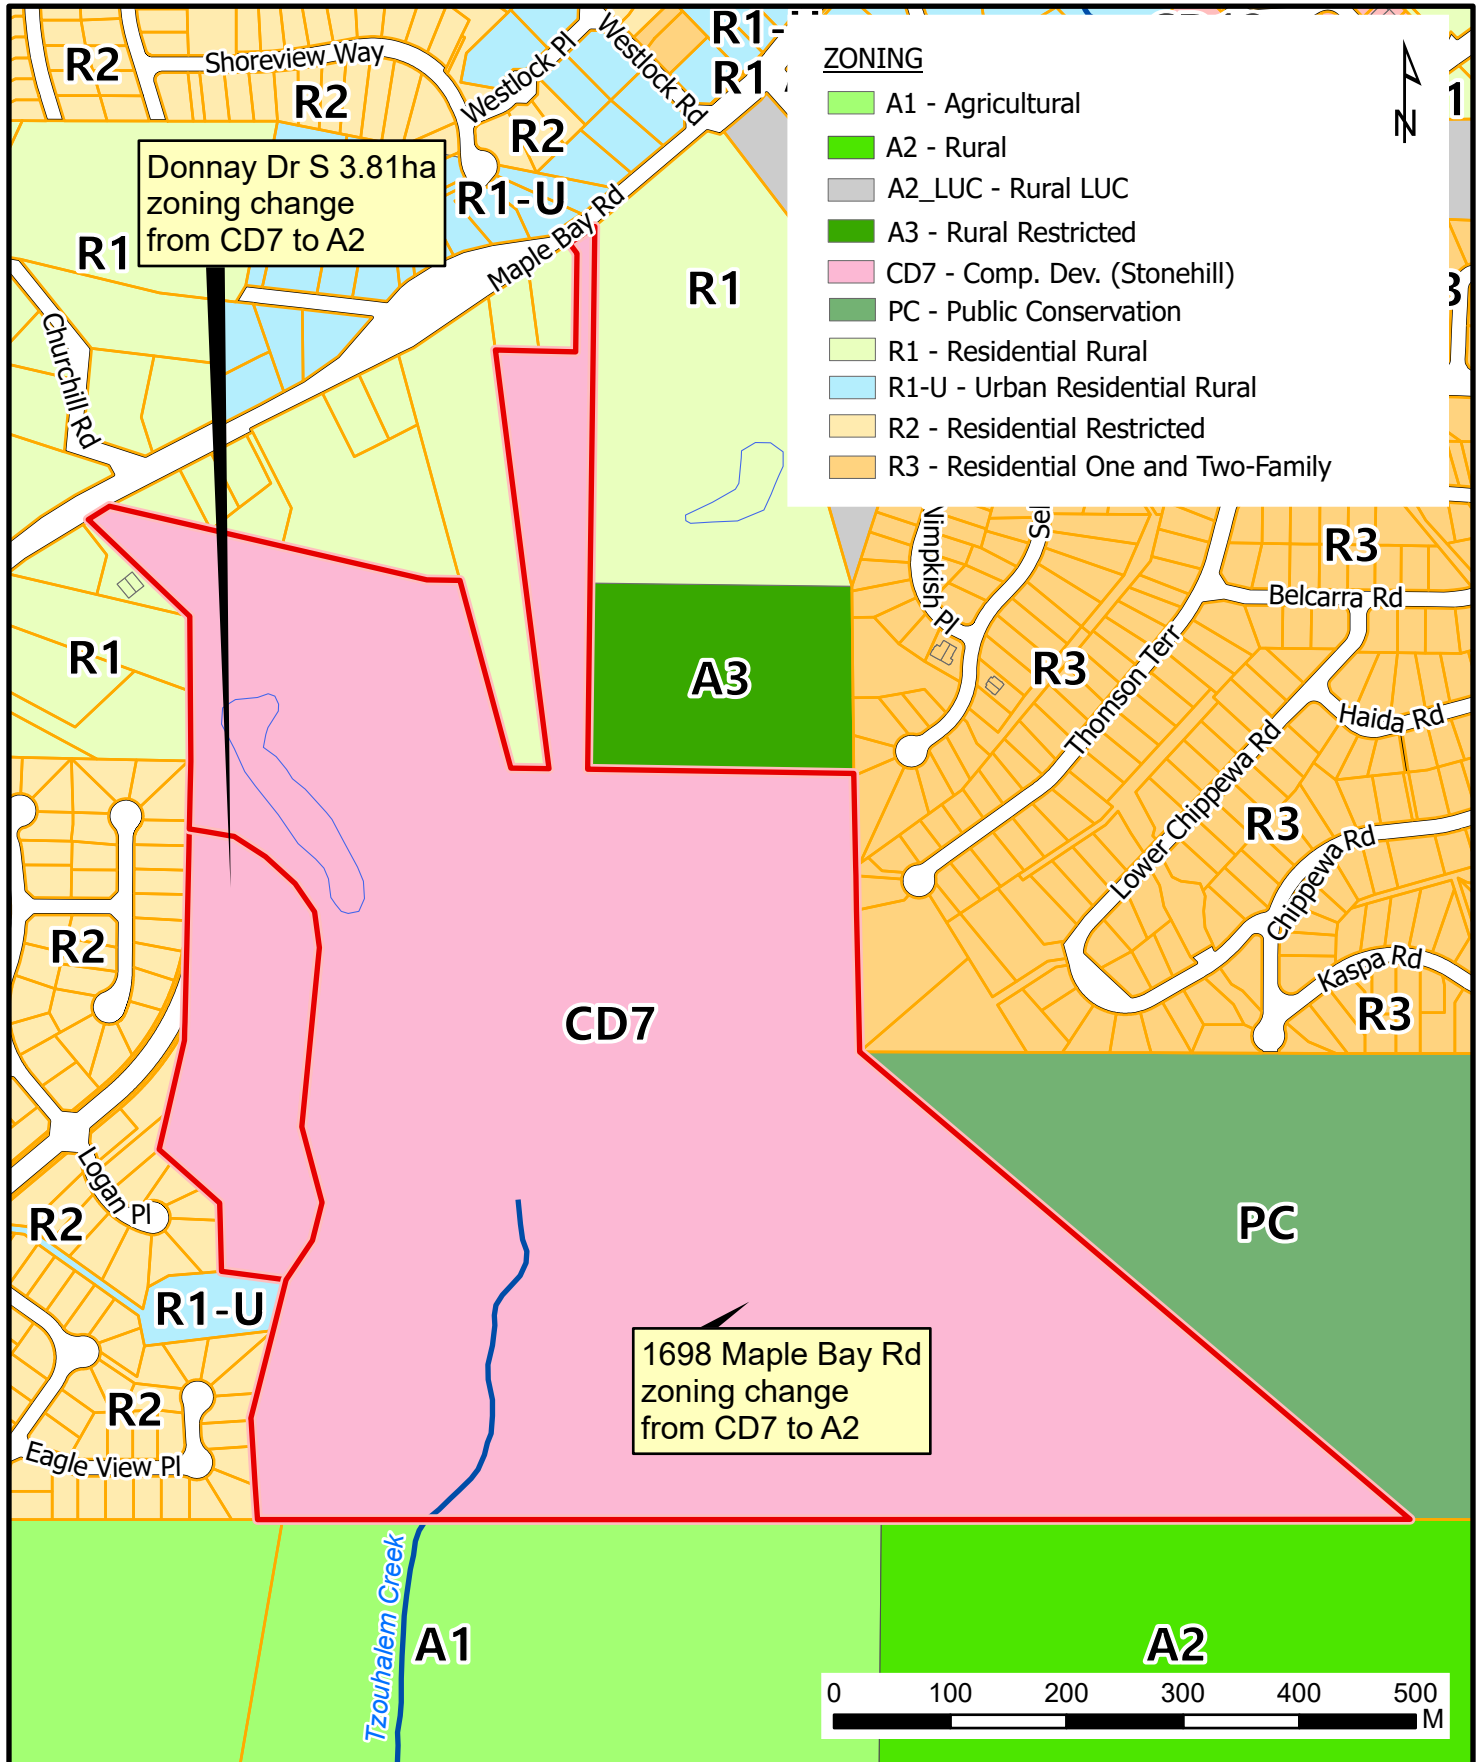 R1-U
R1
ZONING
A1 - Agricultural
A2 - Rural
A2_LUC - Rural LUC
A3 - Rural Restricted
CD7 - Comp. Dev. (Stonehill)
PC - Public Conservation
R1 - Residential Rural
R1-U - Urban Residential Rural
R2 - Residential Restricted
R3 - Residential One and Two-Family
N
R2
Shoreview Way
R2
Westlock Pl
Westlock Rd
R2
R1-U
Donnay Dr S 3.81ha
zoning change
from CD7 to A2
R1
Maple Bay Rd
R1
Churchill Rd
Nimpkish Pl
R3
Belcarra Rd
R1
A3
R3
Thomson Terr
Haida Rd
Lower Chippewa Rd
R3
Chippewa Rd
R2
Kaspa Rd
R3
CD7
Logan Pl
R2
PC
R1-U
1698 Maple Bay Rd
zoning change
from CD7 to A2
R2
Eagle View Pl
Tzouhalem Creek
A1
A2
0 100 200 300 400 500
M